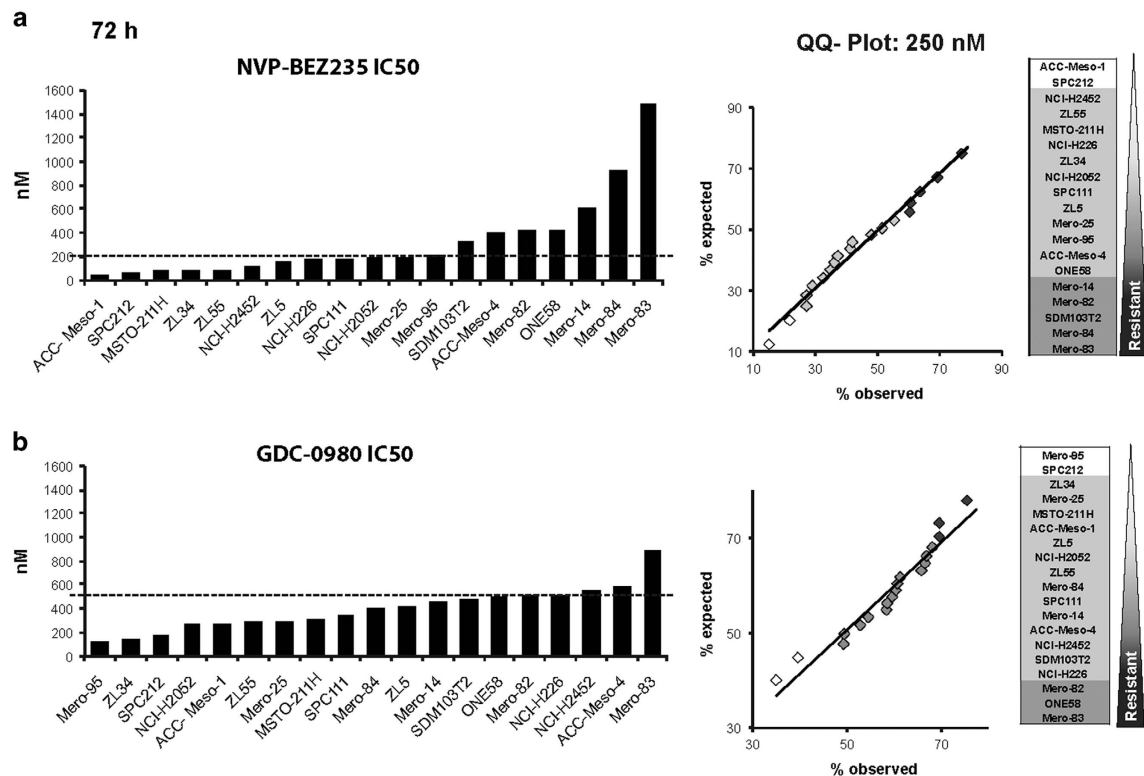 a
72 h
NVP-BEZ235 IC50
nM
1600
1400
1200
1000
800
600
400
200
0
ACC- Meso-1
SPC212
MSTO-211H
ZL34
ZL55
NCI-H2452
ZL5
NCI-H226
SPC111
NCI-H2052
Mero-25
Mero-95
SDM103T2
ACC-Meso-4
Mero-82
ONE58
Mero-14
Mero-84
Mero-83
QQ- Plot: 250 nM
% expected
90
70
50
30
10
10 30 50 70 90
% observed
ACC-Meso-1
SPC212
NCI-H2452
ZL55
MSTO-211H
NCI-H226
ZL34
NCI-H2052
SPC111
ZL5
Mero-25
Mero-95
ACC-Meso-4
ONE58
Mero-14
Mero-82
SDM103T2
Mero-84
Mero-83
Resistant
b
GDC-0980 IC50
nM
1600
1400
1200
1000
800
600
400
200
0
Mero-95
ZL34
SPC212
NCI-H2052
ACC- Meso-1
ZL55
Mero-25
MSTO-211H
SPC111
Mero-84
ZL5
Mero-14
SDM103T2
ONE58
Mero-82
NCI-H226
NCI-H2452
ACC-Meso-4
Mero-83
% expected
70
50
30
30 50 70
% observed
Mero-95
SPC212
ZL34
Mero-25
MSTO-211H
ACC-Meso-1
ZL5
NCI-H2052
ZL55
Mero-84
SPC111
Mero-14
ACC-Meso-4
NCI-H2452
SDM103T2
NCI-H226
Mero-82
ONE58
Mero-83
Resistant